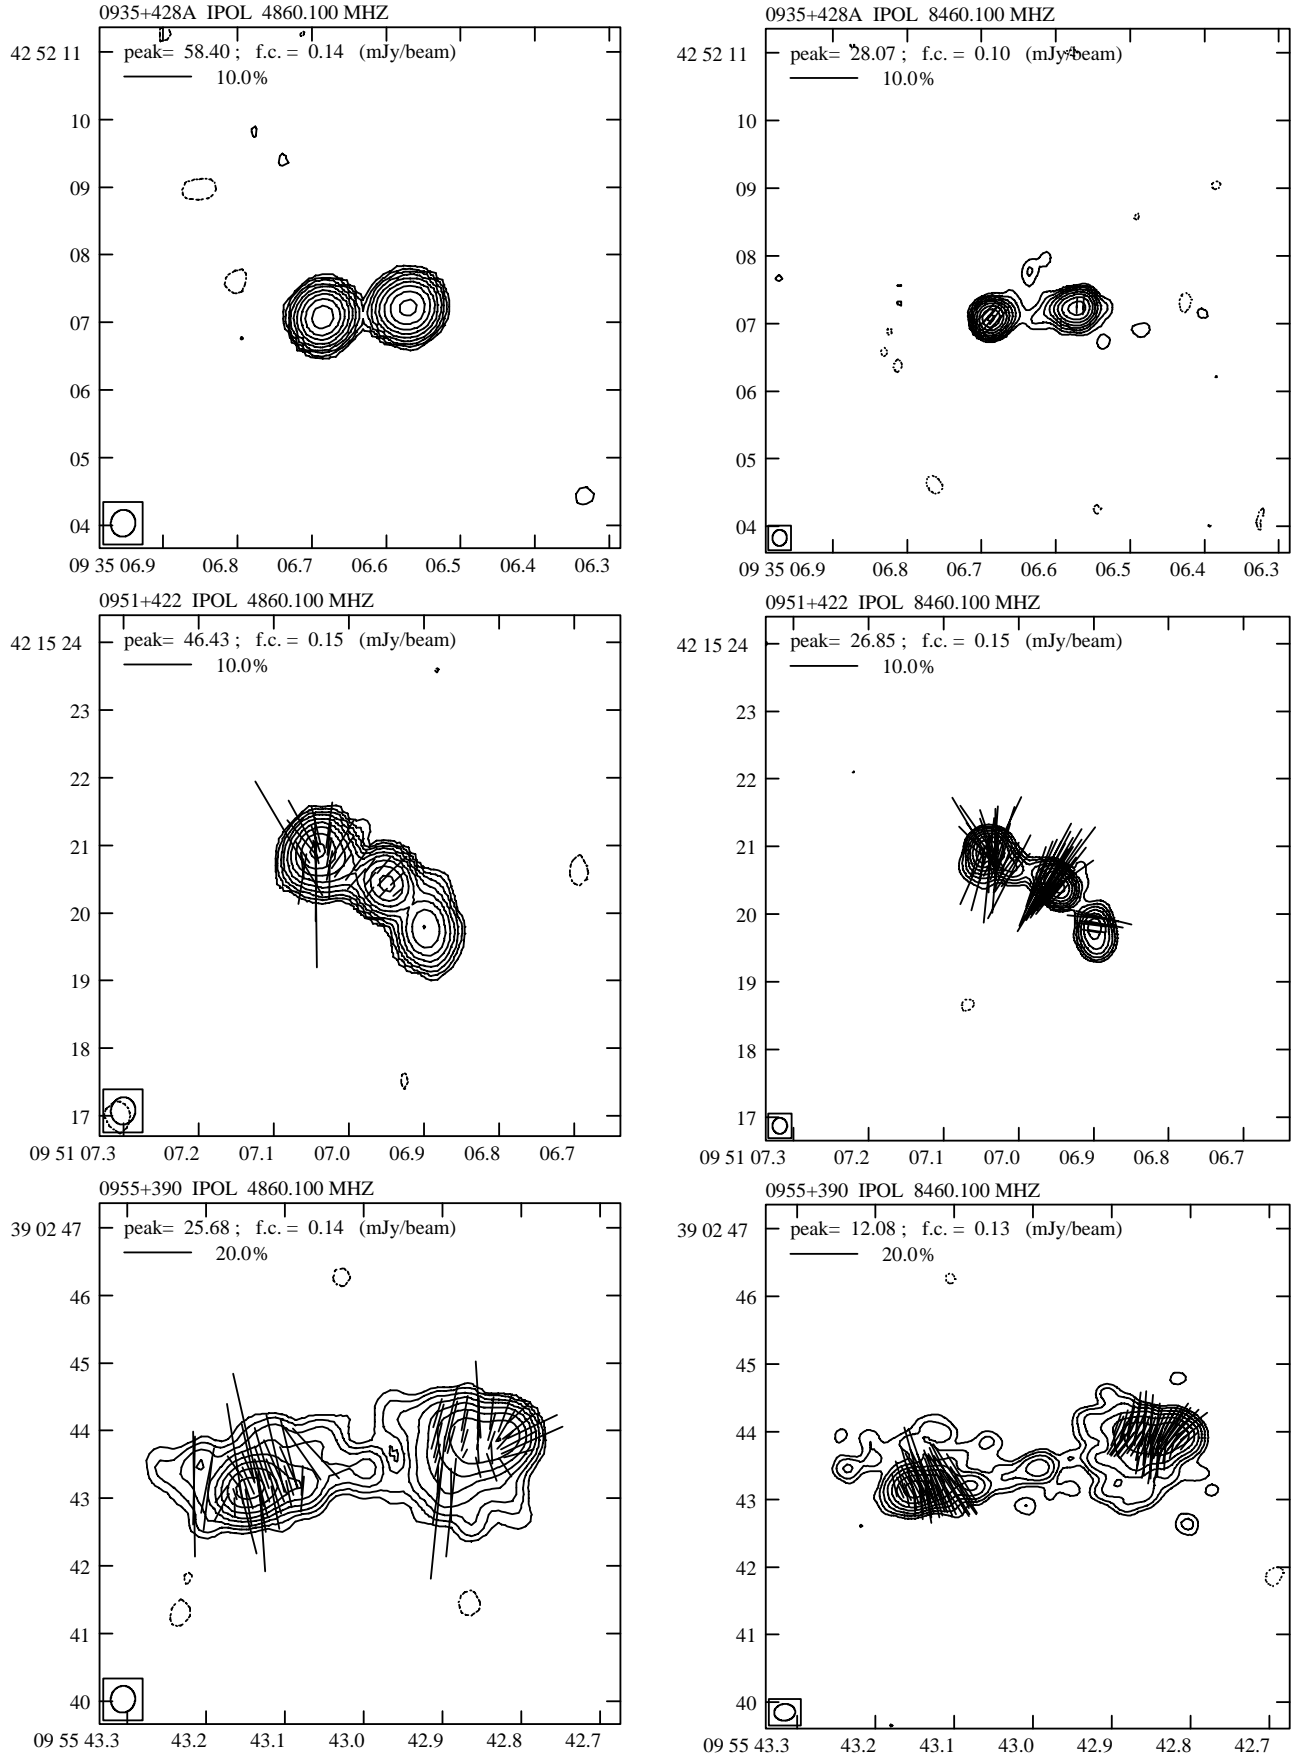 0935+428A IPOL 4860.100 MHZ
peak= 58.40 ; f.c. = 0.14 (mJy/beam)
10.0%
42 52 11
10
09
08
07
06
05
04
09 35 06.9 06.8 06.7 06.6 06.5 06.4 06.3
0935+428A IPOL 8460.100 MHZ
peak= 28.07 ; f.c. = 0.10 (mJy/beam)
10.0%
42 52 11
10
09
08
07
06
05
04
09 35 06.9 06.8 06.7 06.6 06.5 06.4 06.3
0951+422 IPOL 4860.100 MHZ
peak= 46.43 ; f.c. = 0.15 (mJy/beam)
10.0%
42 15 24
23
22
21
20
19
18
17
09 51 07.3 07.2 07.1 07.0 06.9 06.8 06.7
0951+422 IPOL 8460.100 MHZ
peak= 26.85 ; f.c. = 0.15 (mJy/beam)
10.0%
42 15 24
23
22
21
20
19
18
17
09 51 07.3 07.2 07.1 07.0 06.9 06.8 06.7
0955+390 IPOL 4860.100 MHZ
peak= 25.68 ; f.c. = 0.14 (mJy/beam)
20.0%
39 02 47
46
45
44
43
42
41
40
09 55 43.3 43.2 43.1 43.0 42.9 42.8 42.7
0955+390 IPOL 8460.100 MHZ
peak= 12.08 ; f.c. = 0.13 (mJy/beam)
20.0%
39 02 47
46
45
44
43
42
41
40
09 55 43.3 43.2 43.1 43.0 42.9 42.8 42.7